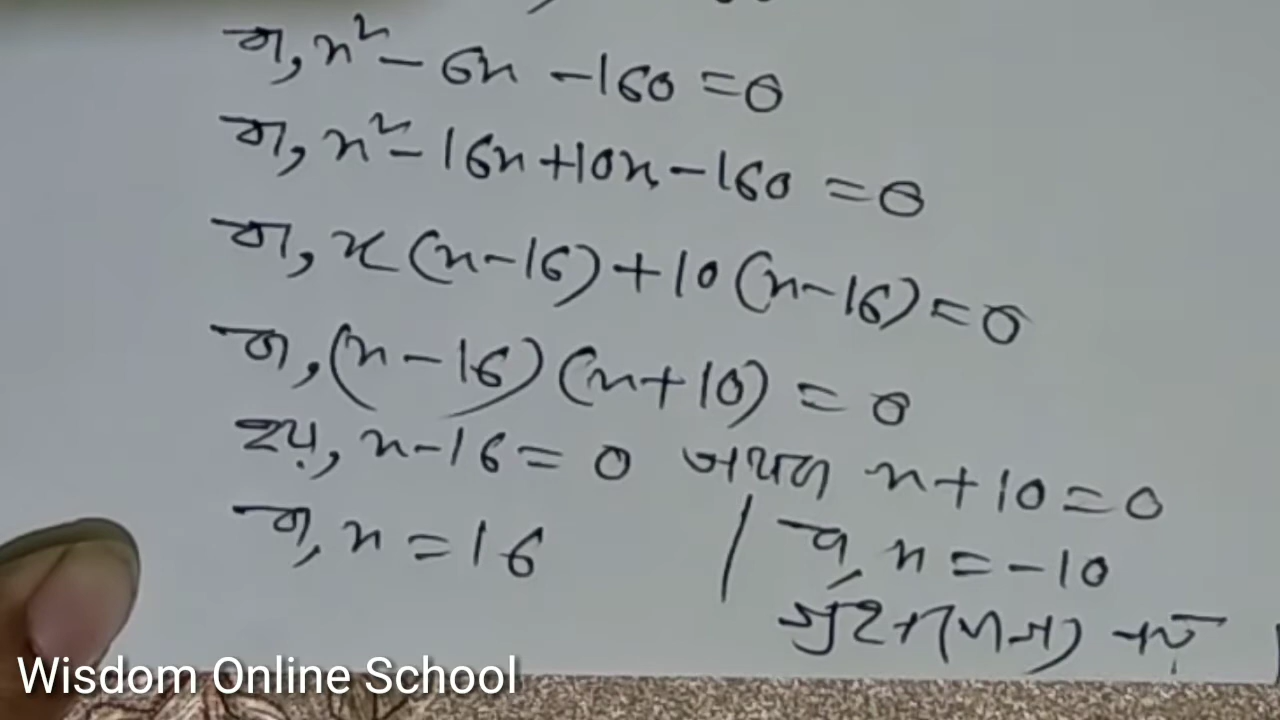 বা, x² - 6x - 160 = 0
বা, x² - 16x + 10x - 160 = 0
বা, x(x - 16) + 10(x - 16) = 0
বা, (x - 16)(x + 10) = 0
হয়, x - 16 = 0 অথবা x + 10 = 0
বা, x = 16 | বা, x = -10
গ্রহণযোগ্য নয়
Wisdom Online School